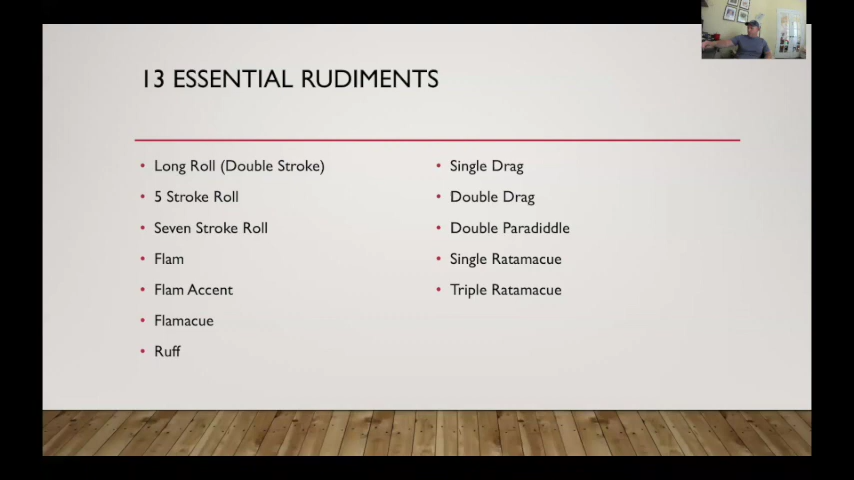 13 ESSENTIAL RUDIMENTS
• Long Roll (Double Stroke)
• 5 Stroke Roll
• Seven Stroke Roll
• Flam
• Flam Accent
• Flamacue
• Ruff
• Single Drag
• Double Drag
• Double Paradiddle
• Single Ratamacue
• Triple Ratamacue